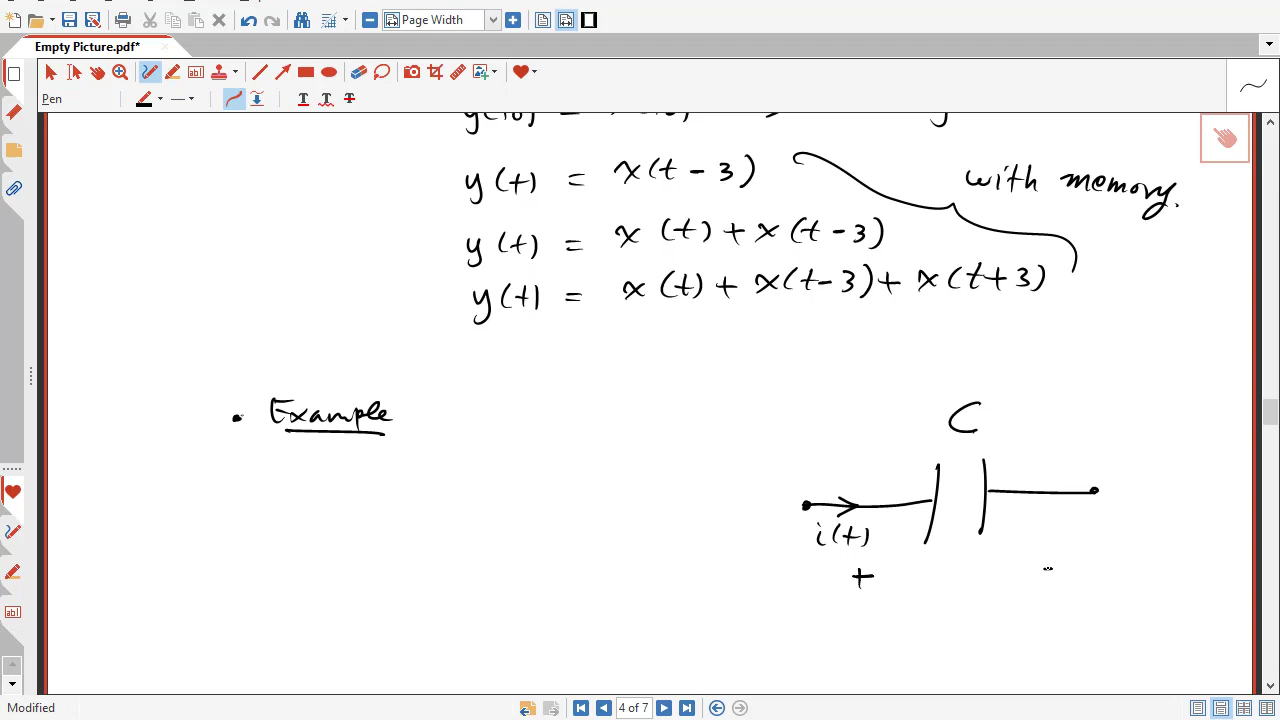 Page Width
Empty Picture.pdf*
Pen
y(t) = x(t-3)
with memory.
y(t) = x(t) + x(t-3)
y(t) = x(t) + x(t-3) + x(t+3)
• Example
C
i(t)
+
Modified
4 of 7